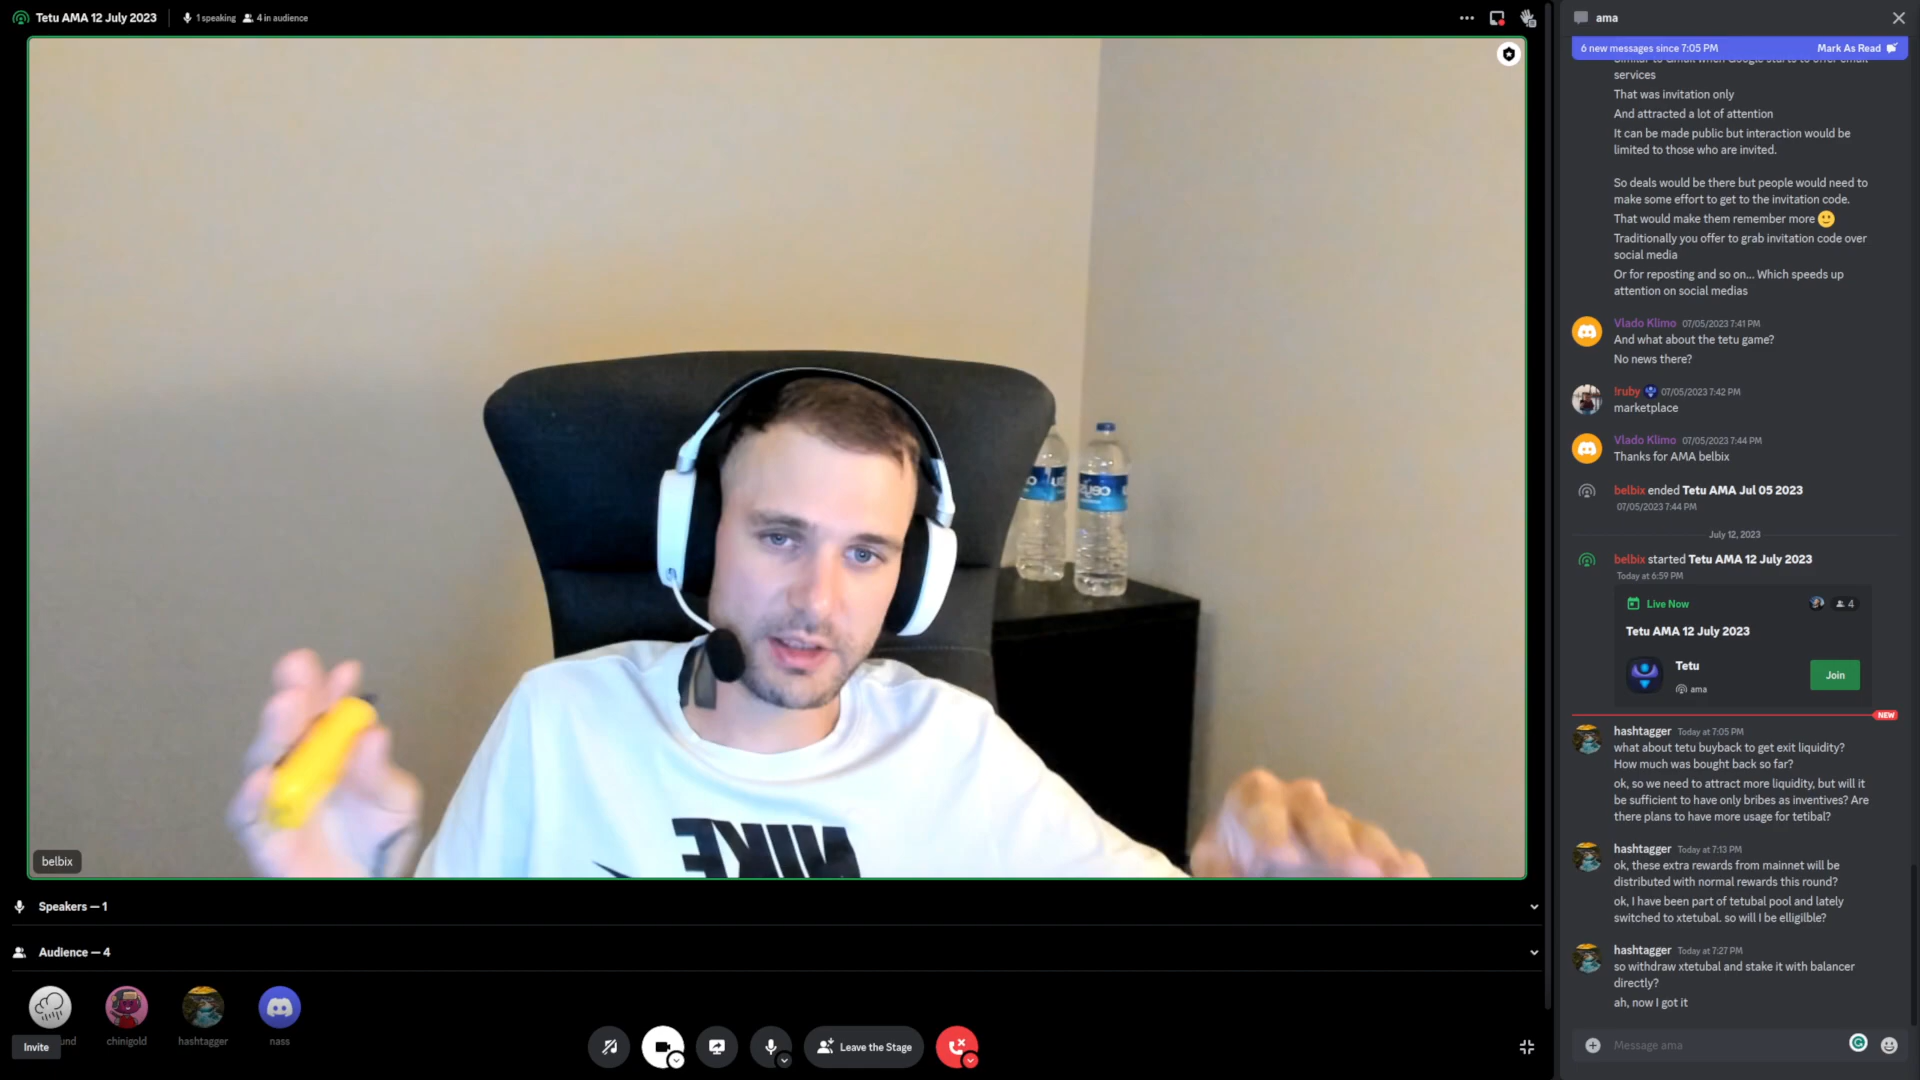 Tetu AMA 12 July 2023
1 speaking
4 in audience
belbix
NIKE
Speakers — 1
Audience — 4
und
chinigold
hashtagger
nass
Invite
Leave the Stage
ama
6 new messages since 7:05 PM
Mark As Read
Similar to Gmail when Google starts to offer email
services
That was invitation only
And attracted a lot of attention
It can be made public but interaction would be
limited to those who are invited.
So deals would be there but people would need to
make some effort to get to the invitation code.
That would make them remember more
Traditionally you offer to grab invitation code over
social media
Or for reposting and so on... Which speeds up
attention on social medias
Vlado Klimo 07/05/2023 7:41 PM
And what about the tetu game?
No news there?
!ruby 07/05/2023 7:42 PM
marketplace
Vlado Klimo 07/05/2023 7:44 PM
Thanks for AMA belbix
belbix ended Tetu AMA Jul 05 2023
07/05/2023 7:44 PM
July 12, 2023
belbix started Tetu AMA 12 July 2023
Today at 6:59 PM
Live Now
4
Tetu AMA 12 July 2023
Tetu
ama
Join
NEW
hashtagger Today at 7:05 PM
what about tetu buyback to get exit liquidity?
How much was bought back so far?
ok, so we need to attract more liquidity, but will it
be sufficient to have only bribes as inventives? Are
there plans to have more usage for tetibal?
hashtagger Today at 7:13 PM
ok, these extra rewards from mainnet will be
distributed with normal rewards this round?
ok, I have been part of tetubal pool and lately
switched to xtetubal. so will I be elligilble?
hashtagger Today at 7:27 PM
so withdraw xtetubal and stake it with balancer
directly?
ah, now I got it
Message ama